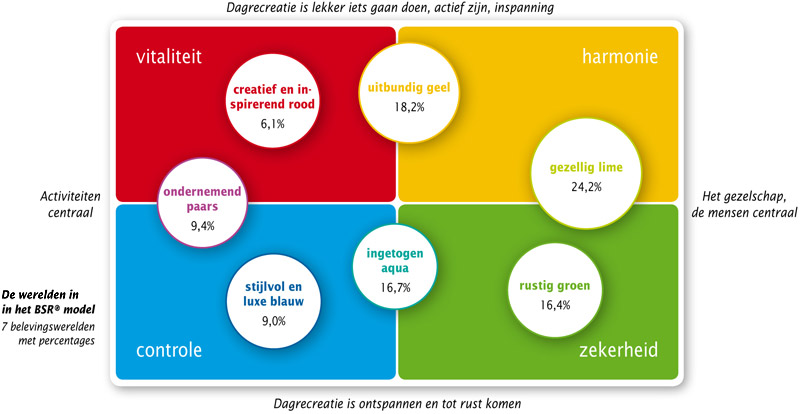 Dagrecreatie is lekker iets gaan doen, actief zijn, inspanning
vitaliteit
harmonie
creatief en in-
spirerend rood
6,1%
uitbundig geel
18,2%
gezellig lime
24,2%
Activiteiten
centraal
ondernemend
paars
9,4%
Het gezelschap,
de mensen centraal
ingetogen
aqua
16,7%
stijlvol en
luxe blauw
9,0%
rustig groen
16,4%
De werelden in
in het BSR® model
7 belevingswerelden
met percentages
controle
zekerheid
Dagrecreatie is ontspannen en tot rust komen